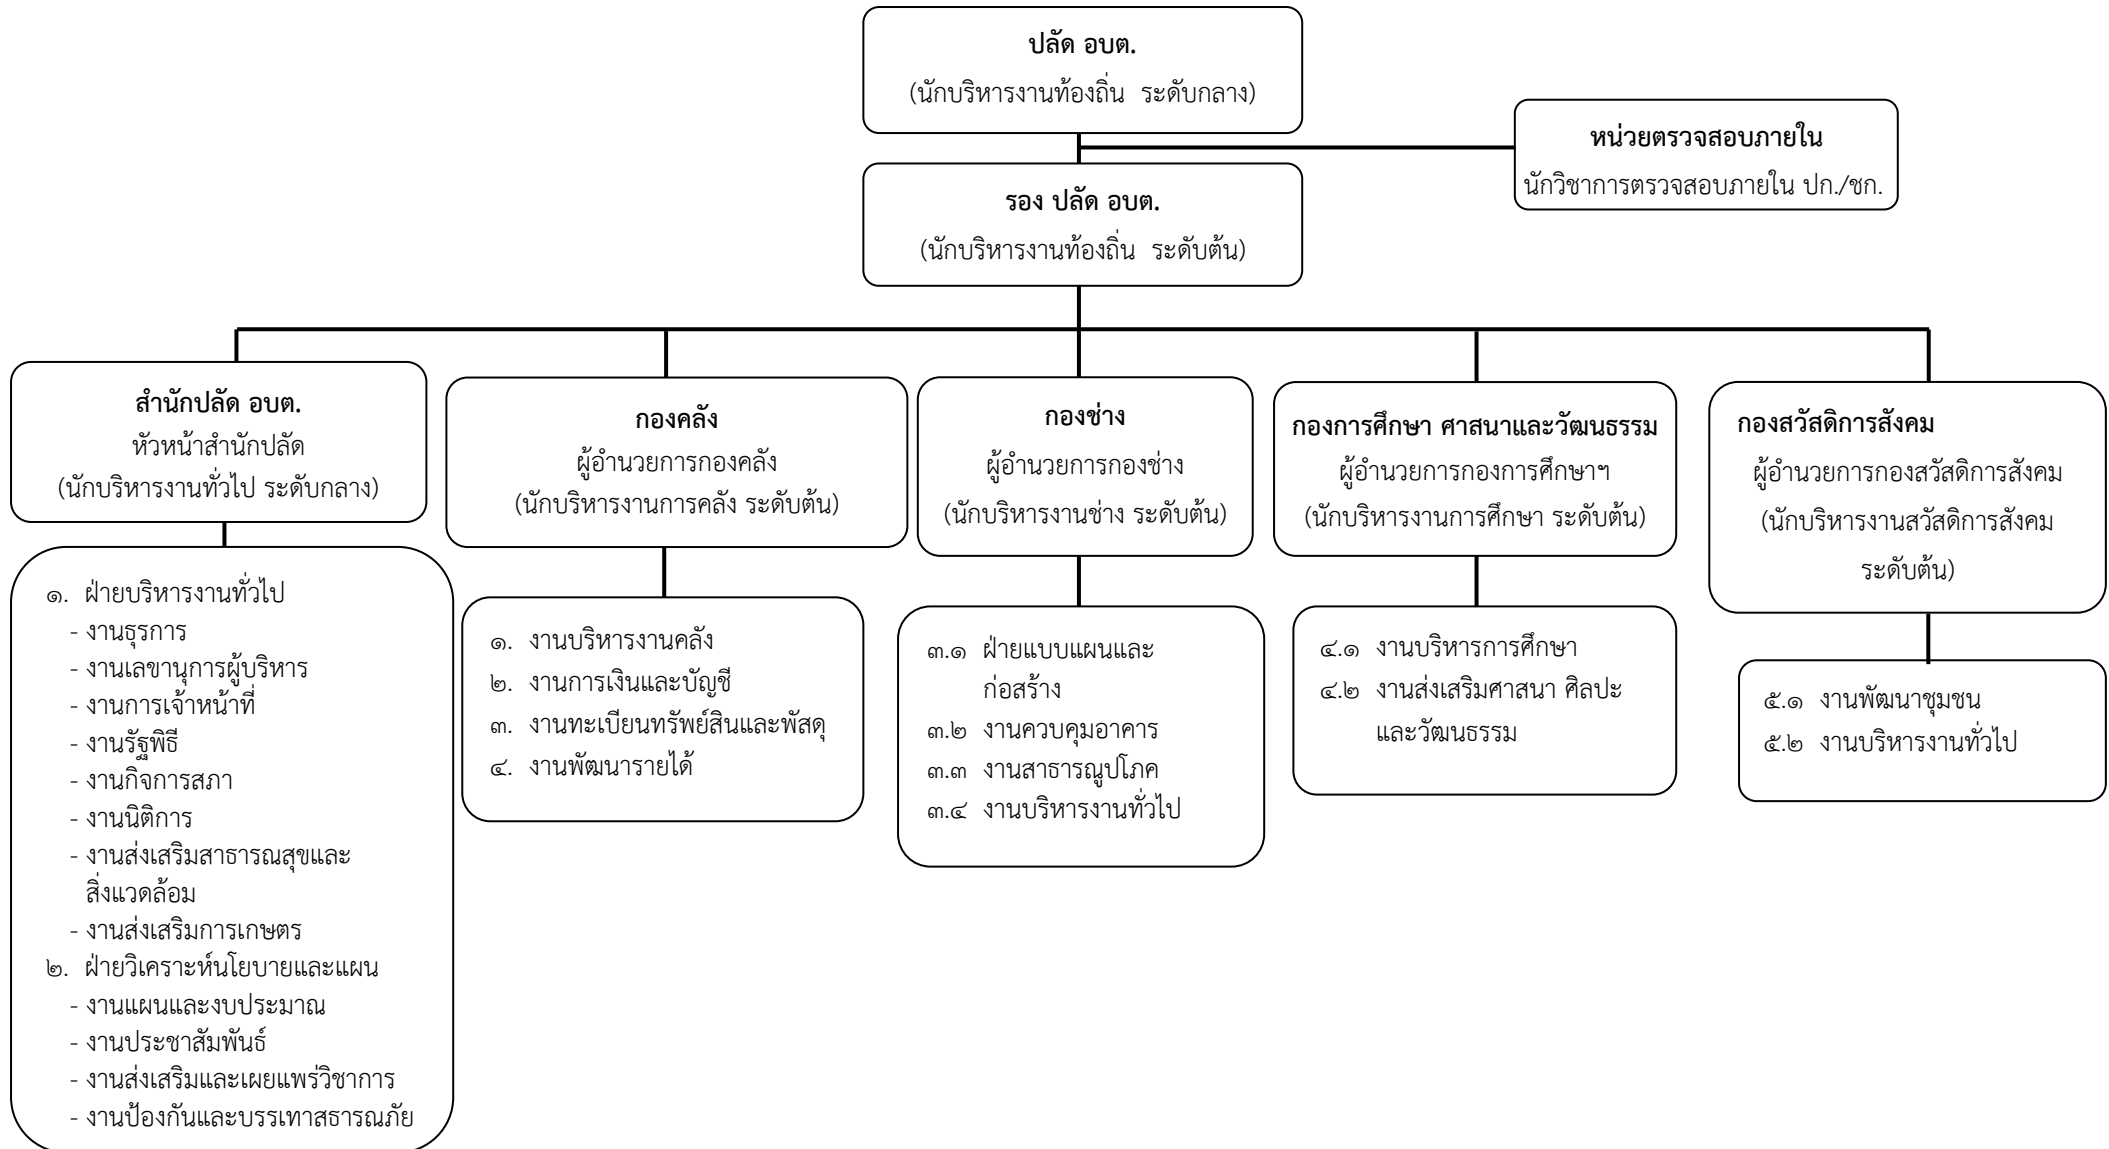 ปลัด อบต.
(นักบริหารงานท้องถิ่น ระดับกลาง)
หน่วยตรวจสอบภายใน
นักวิชาการตรวจสอบภายใน ปก./ชก.
รอง ปลัด อบต.
(นักบริหารงานท้องถิ่น ระดับต้น)
สำนักปลัด อบต.
หัวหน้าสำนักปลัด
(นักบริหารงานทั่วไป ระดับกลาง)
กองคลัง
ผู้อำนวยการกองคลัง
(นักบริหารงานการคลัง ระดับต้น)
กองช่าง
ผู้อำนวยการกองช่าง
(นักบริหารงานช่าง ระดับต้น)
กองการศึกษา ศาสนาและวัฒนธรรม
ผู้อำนวยการกองการศึกษาฯ
(นักบริหารงานการศึกษา ระดับต้น)
กองสวัสดิการสังคม
ผู้อำนวยการกองสวัสดิการสังคม
(นักบริหารงานสวัสดิการสังคม
ระดับต้น)
๑. ฝ่ายบริหารงานทั่วไป
- งานธุรการ
- งานเลขานุการผู้บริหาร
- งานการเจ้าหน้าที่
- งานรัฐพิธี
- งานกิจการสภา
- งานนิติการ
- งานส่งเสริมสาธารณสุขและ
สิ่งแวดล้อม
- งานส่งเสริมการเกษตร
๒. ฝ่ายวิเคราะห์นโยบายและแผน
- งานแผนและงบประมาณ
- งานประชาสัมพันธ์
- งานส่งเสริมและเผยแพร่วิชาการ
- งานป้องกันและบรรเทาสธารณภัย
๑. งานบริหารงานคลัง
๒. งานการเงินและบัญชี
๓. งานทะเบียนทรัพย์สินและพัสดุ
๔. งานพัฒนารายได้
๓.๑ ฝ่ายแบบแผนและ
ก่อสร้าง
๓.๒ งานควบคุมอาคาร
๓.๓ งานสาธารณูปโภค
๓.๔ งานบริหารงานทั่วไป
๔.๑ งานบริหารการศึกษา
๔.๒ งานส่งเสริมศาสนา ศิลปะ
และวัฒนธรรม
๕.๑ งานพัฒนาชุมชน
๕.๒ งานบริหารงานทั่วไป